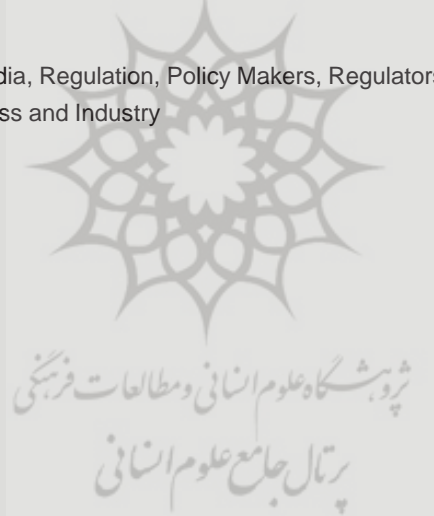 dia, Regulation, Policy Makers, Regulators
ss and Industry
پژوهشگاه علوم انسانی و مطالعات فرهنگی
پرتال جامع علوم انسانی